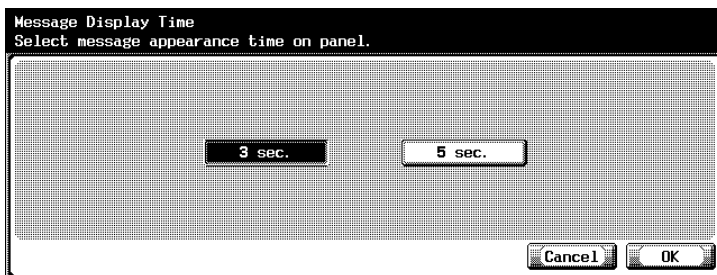 Message Display Time
Select message appearance time on panel.
3 sec. 5 sec.
Cancel OK